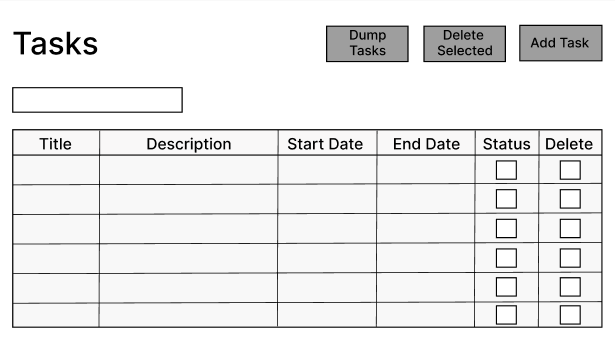 Tasks
Dump
Tasks
Delete
Selected
Add Task
Title Description Start Date End Date Status Delete